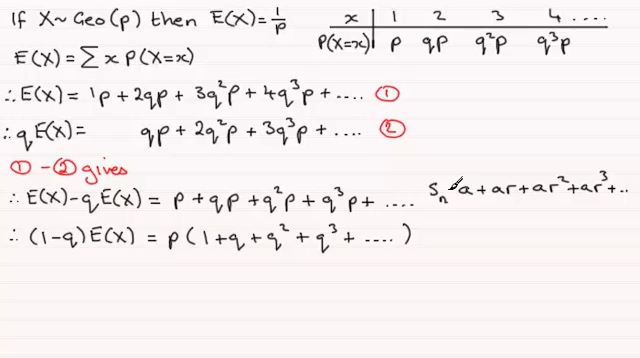 If X~Geo(p) then E(X)=1/p
x | 1 2 3 4 ....
P(X=x) | p qp q²p q³p
E(X) = ∑ x P(X=x)
∴ E(X) = 1p + 2qp + 3q²p + 4q³p + .... ①
∴ qE(X) = qp + 2q²p + 3q³p + .... ②
① - ② gives
∴ E(X) - qE(X) = p + qp + q²p + q³p + ....
Sₙ = a + ar + ar² + ar³ + ..
∴ (1-q) E(X) = p (1 + q + q² + q³ + .... )